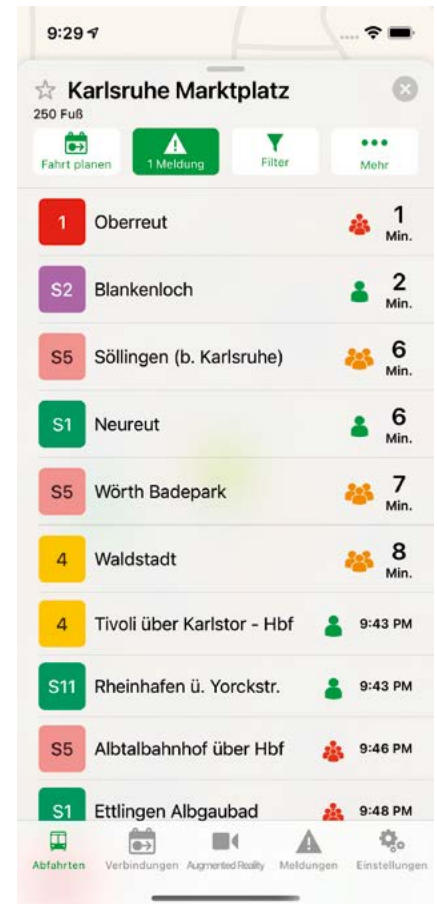 9:29
Karlsruhe Marktplatz
250 Fuß
Fahrt planen
1 Meldung
Filter
Mehr
1 Oberreut 1 Min.
S2 Blankenloch 2 Min.
S5 Söllingen (b. Karlsruhe) 6 Min.
S1 Neureut 6 Min.
S5 Wörth Badepark 7 Min.
4 Waldstadt 8 Min.
4 Tivoli über Karlstor - Hbf 9:43 PM
S11 Rheinhafen ü. Yorckstr. 9:43 PM
S5 Albtalbahnhof über Hbf 9:46 PM
S1 Ettlingen Albgaubad 9:48 PM
Abfahrten Verbindungen Augmented Reality Meldungen Einstellungen